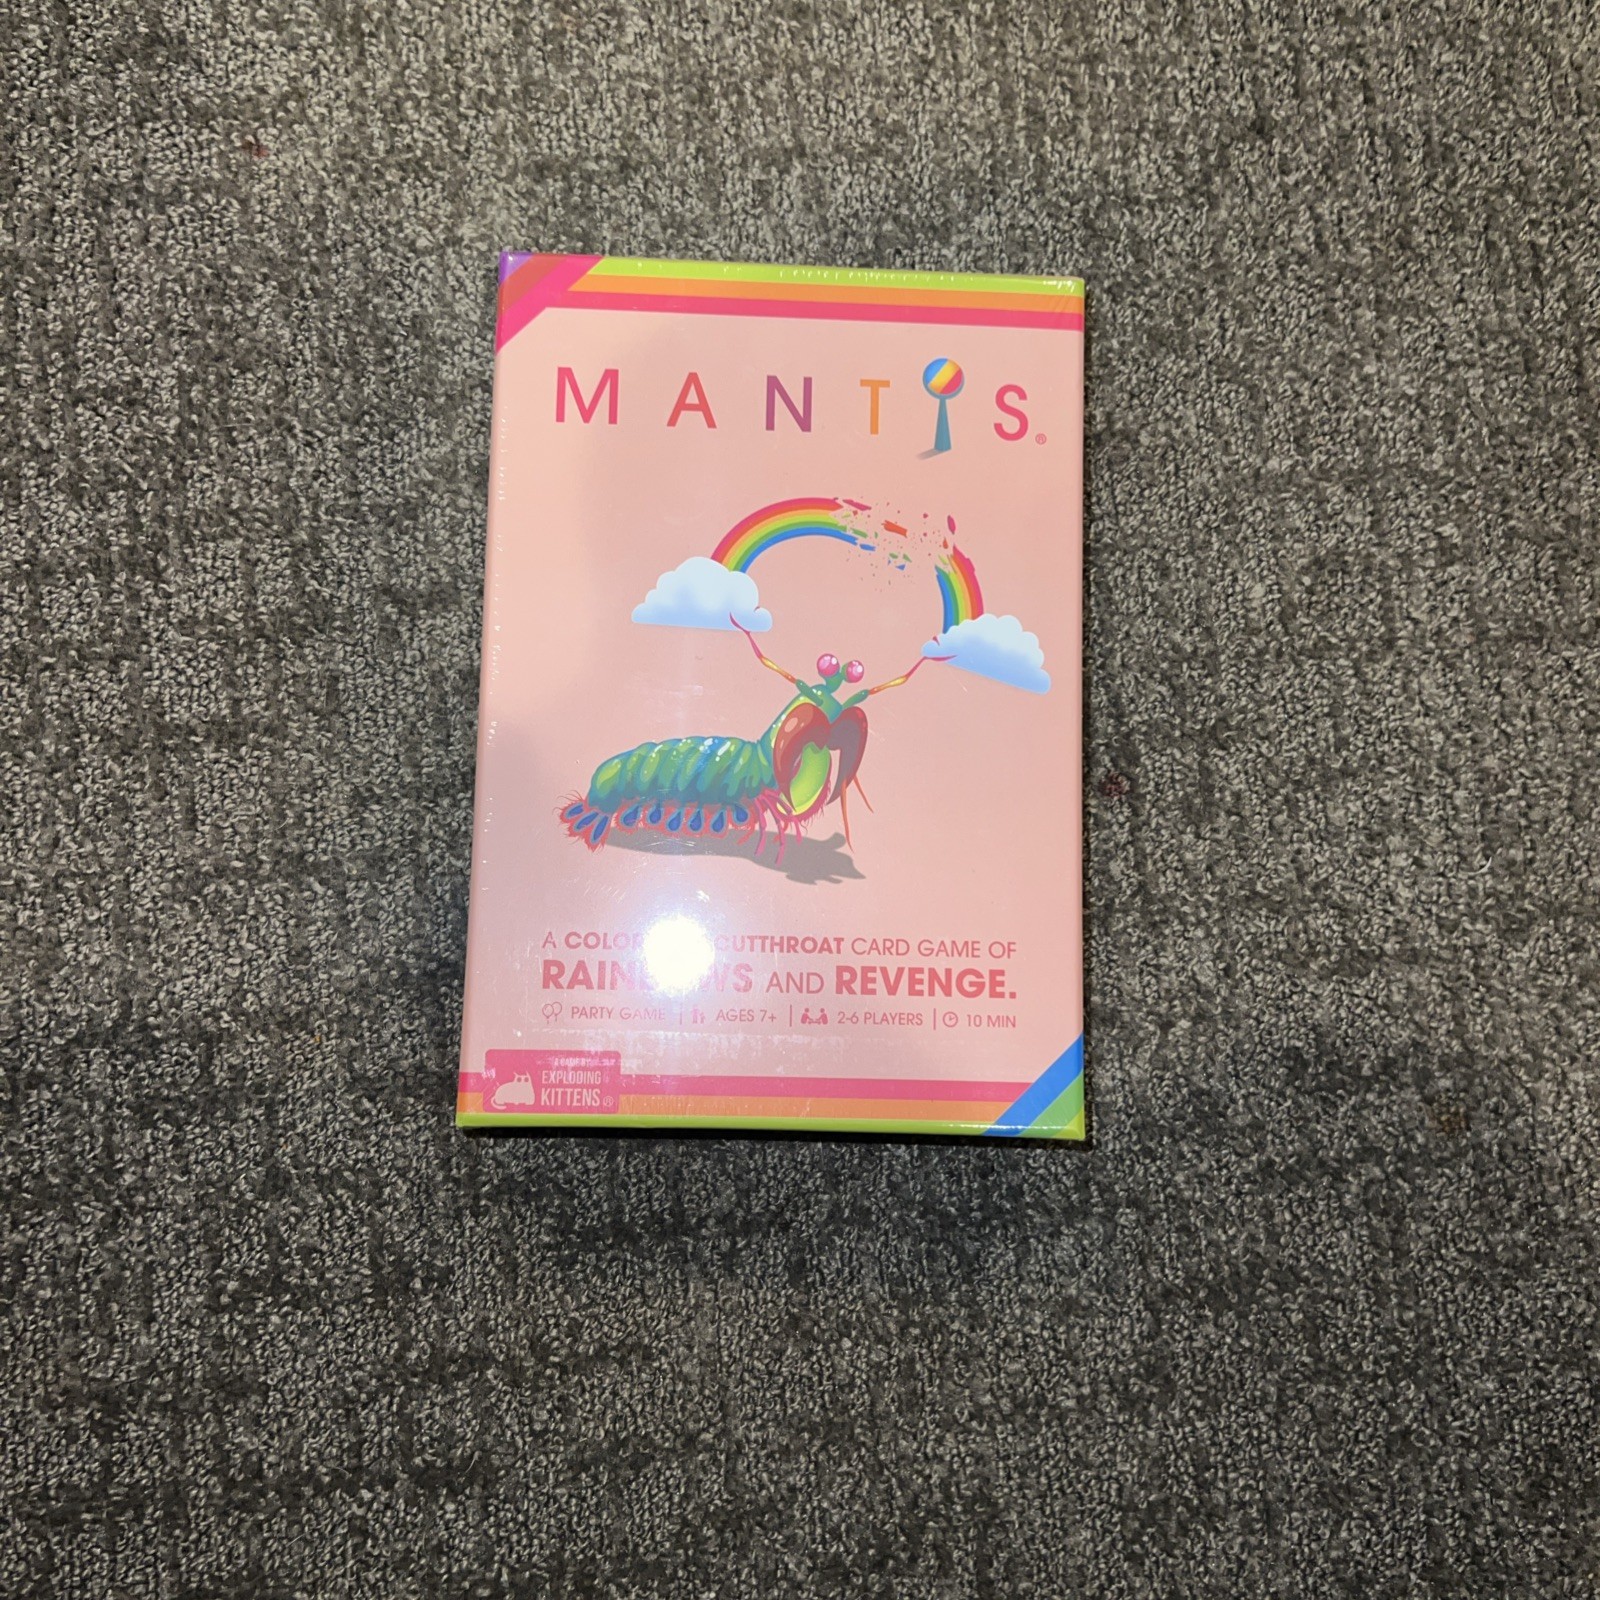 MANTIS®
A COLOR CUTTHROAT CARD GAME OF
AND REVENGE.
PARTY GAME | AGES 7+ | 2-6 PLAYERS | 10 MIN
EXPLODING
KITTENS®